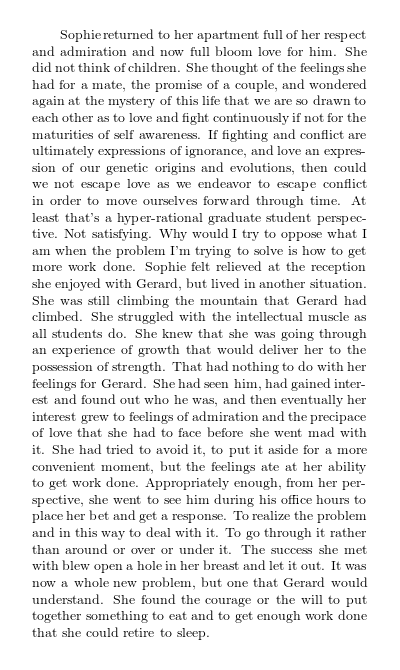 Sophie returned to her apartment full of her respect
and admiration and now full bloom love for him. She
did not think of children. She thought of the feelings she
had for a mate, the promise of a couple, and wondered
again at the mystery of this life that we are so drawn to
each other as to love and fight continuously if not for the
maturities of self awareness. If fighting and conflict are
ultimately expressions of ignorance, and love an expres-
sion of our genetic origins and evolutions, then could
we not escape love as we endeavor to escape conflict
in order to move ourselves forward through time. At
least that's a hyper-rational graduate student perspec-
tive. Not satisfying. Why would I try to oppose what I
am when the problem I'm trying to solve is how to get
more work done. Sophie felt relieved at the reception
she enjoyed with Gerard, but lived in another situation.
She was still climbing the mountain that Gerard had
climbed. She struggled with the intellectual muscle as
all students do. She knew that she was going through
an experience of growth that would deliver her to the
possession of strength. That had nothing to do with her
feelings for Gerard. She had seen him, had gained inter-
est and found out who he was, and then eventually her
interest grew to feelings of admiration and the precipace
of love that she had to face before she went mad with
it. She had tried to avoid it, to put it aside for a more
convenient moment, but the feelings ate at her ability
to get work done. Appropriately enough, from her per-
spective, she went to see him during his office hours to
place her bet and get a response. To realize the problem
and in this way to deal with it. To go through it rather
than around or over or under it. The success she met
with blew open a hole in her breast and let it out. It was
now a whole new problem, but one that Gerard would
understand. She found the courage or the will to put
together something to eat and to get enough work done
that she could retire to sleep.